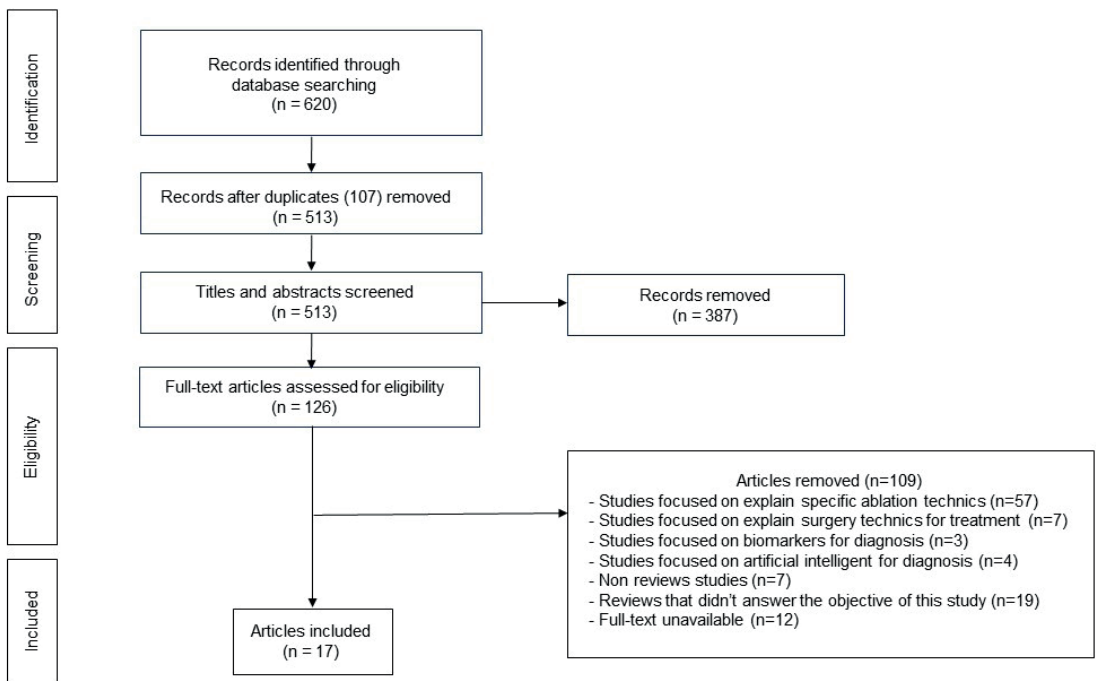 Identification
Records identified through
database searching
(n = 620)
Records after duplicates (107) removed
(n = 513)
Screening
Titles and abstracts screened
(n = 513)
Records removed
(n = 387)
Eligibility
Full-text articles assessed for eligibility
(n = 126)
Articles removed (n=109)
- Studies focused on explain specific ablation technics (n=57)
- Studies focused on explain surgery technics for treatment (n=7)
- Studies focused on biomarkers for diagnosis (n=3)
- Studies focused on artificial intelligent for diagnosis (n=4)
- Non reviews studies (n=7)
- Reviews that didn’t answer the objective of this study (n=19)
- Full-text unavailable (n=12)
Included
Articles included
(n = 17)